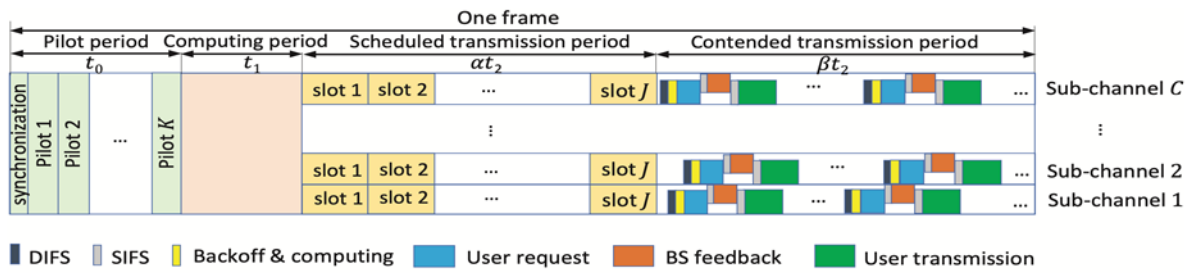 One frame
Pilot period Computing period Scheduled transmission period Contended transmission period
t₀ t₁ αt₂ βt₂
synchronization Pilot 1 Pilot 2 ... Pilot K
slot 1 slot 2 ... slot J ... ... Sub-channel C
⋮ ⋮
slot 1 slot 2 ... slot J ... ... Sub-channel 2
slot 1 slot 2 ... slot J ... ... Sub-channel 1
DIFS SIFS Backoff & computing User request BS feedback User transmission